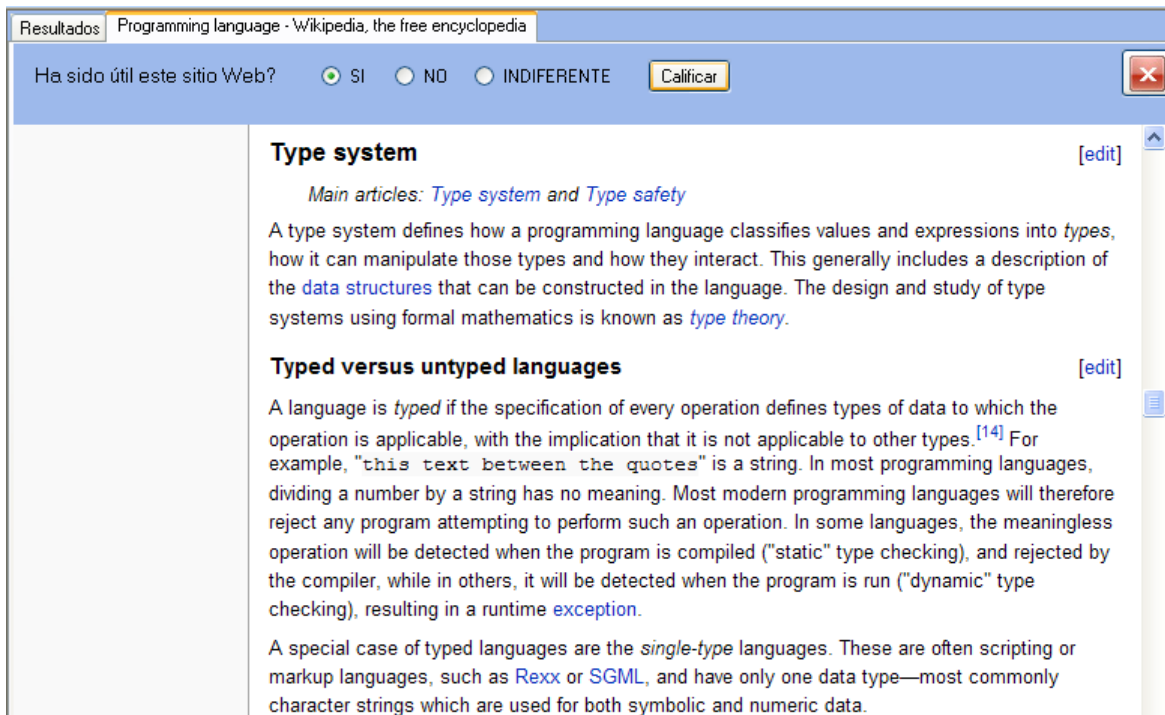 Resultados Programming language - Wikipedia, the free encyclopedia
Ha sido útil este sitio Web? SI NO INDIFERENTE Calificar
Type system [edit]
Main articles: Type system and Type safety
A type system defines how a programming language classifies values and expressions into types,
how it can manipulate those types and how they interact. This generally includes a description of
the data structures that can be constructed in the language. The design and study of type
systems using formal mathematics is known as type theory.
Typed versus untyped languages [edit]
A language is typed if the specification of every operation defines types of data to which the
operation is applicable, with the implication that it is not applicable to other types.[14] For
example, "this text between the quotes" is a string. In most programming languages,
dividing a number by a string has no meaning. Most modern programming languages will therefore
reject any program attempting to perform such an operation. In some languages, the meaningless
operation will be detected when the program is compiled ("static" type checking), and rejected by
the compiler, while in others, it will be detected when the program is run ("dynamic" type
checking), resulting in a runtime exception.
A special case of typed languages are the single-type languages. These are often scripting or
markup languages, such as Rexx or SGML, and have only one data type—most commonly
character strings which are used for both symbolic and numeric data.